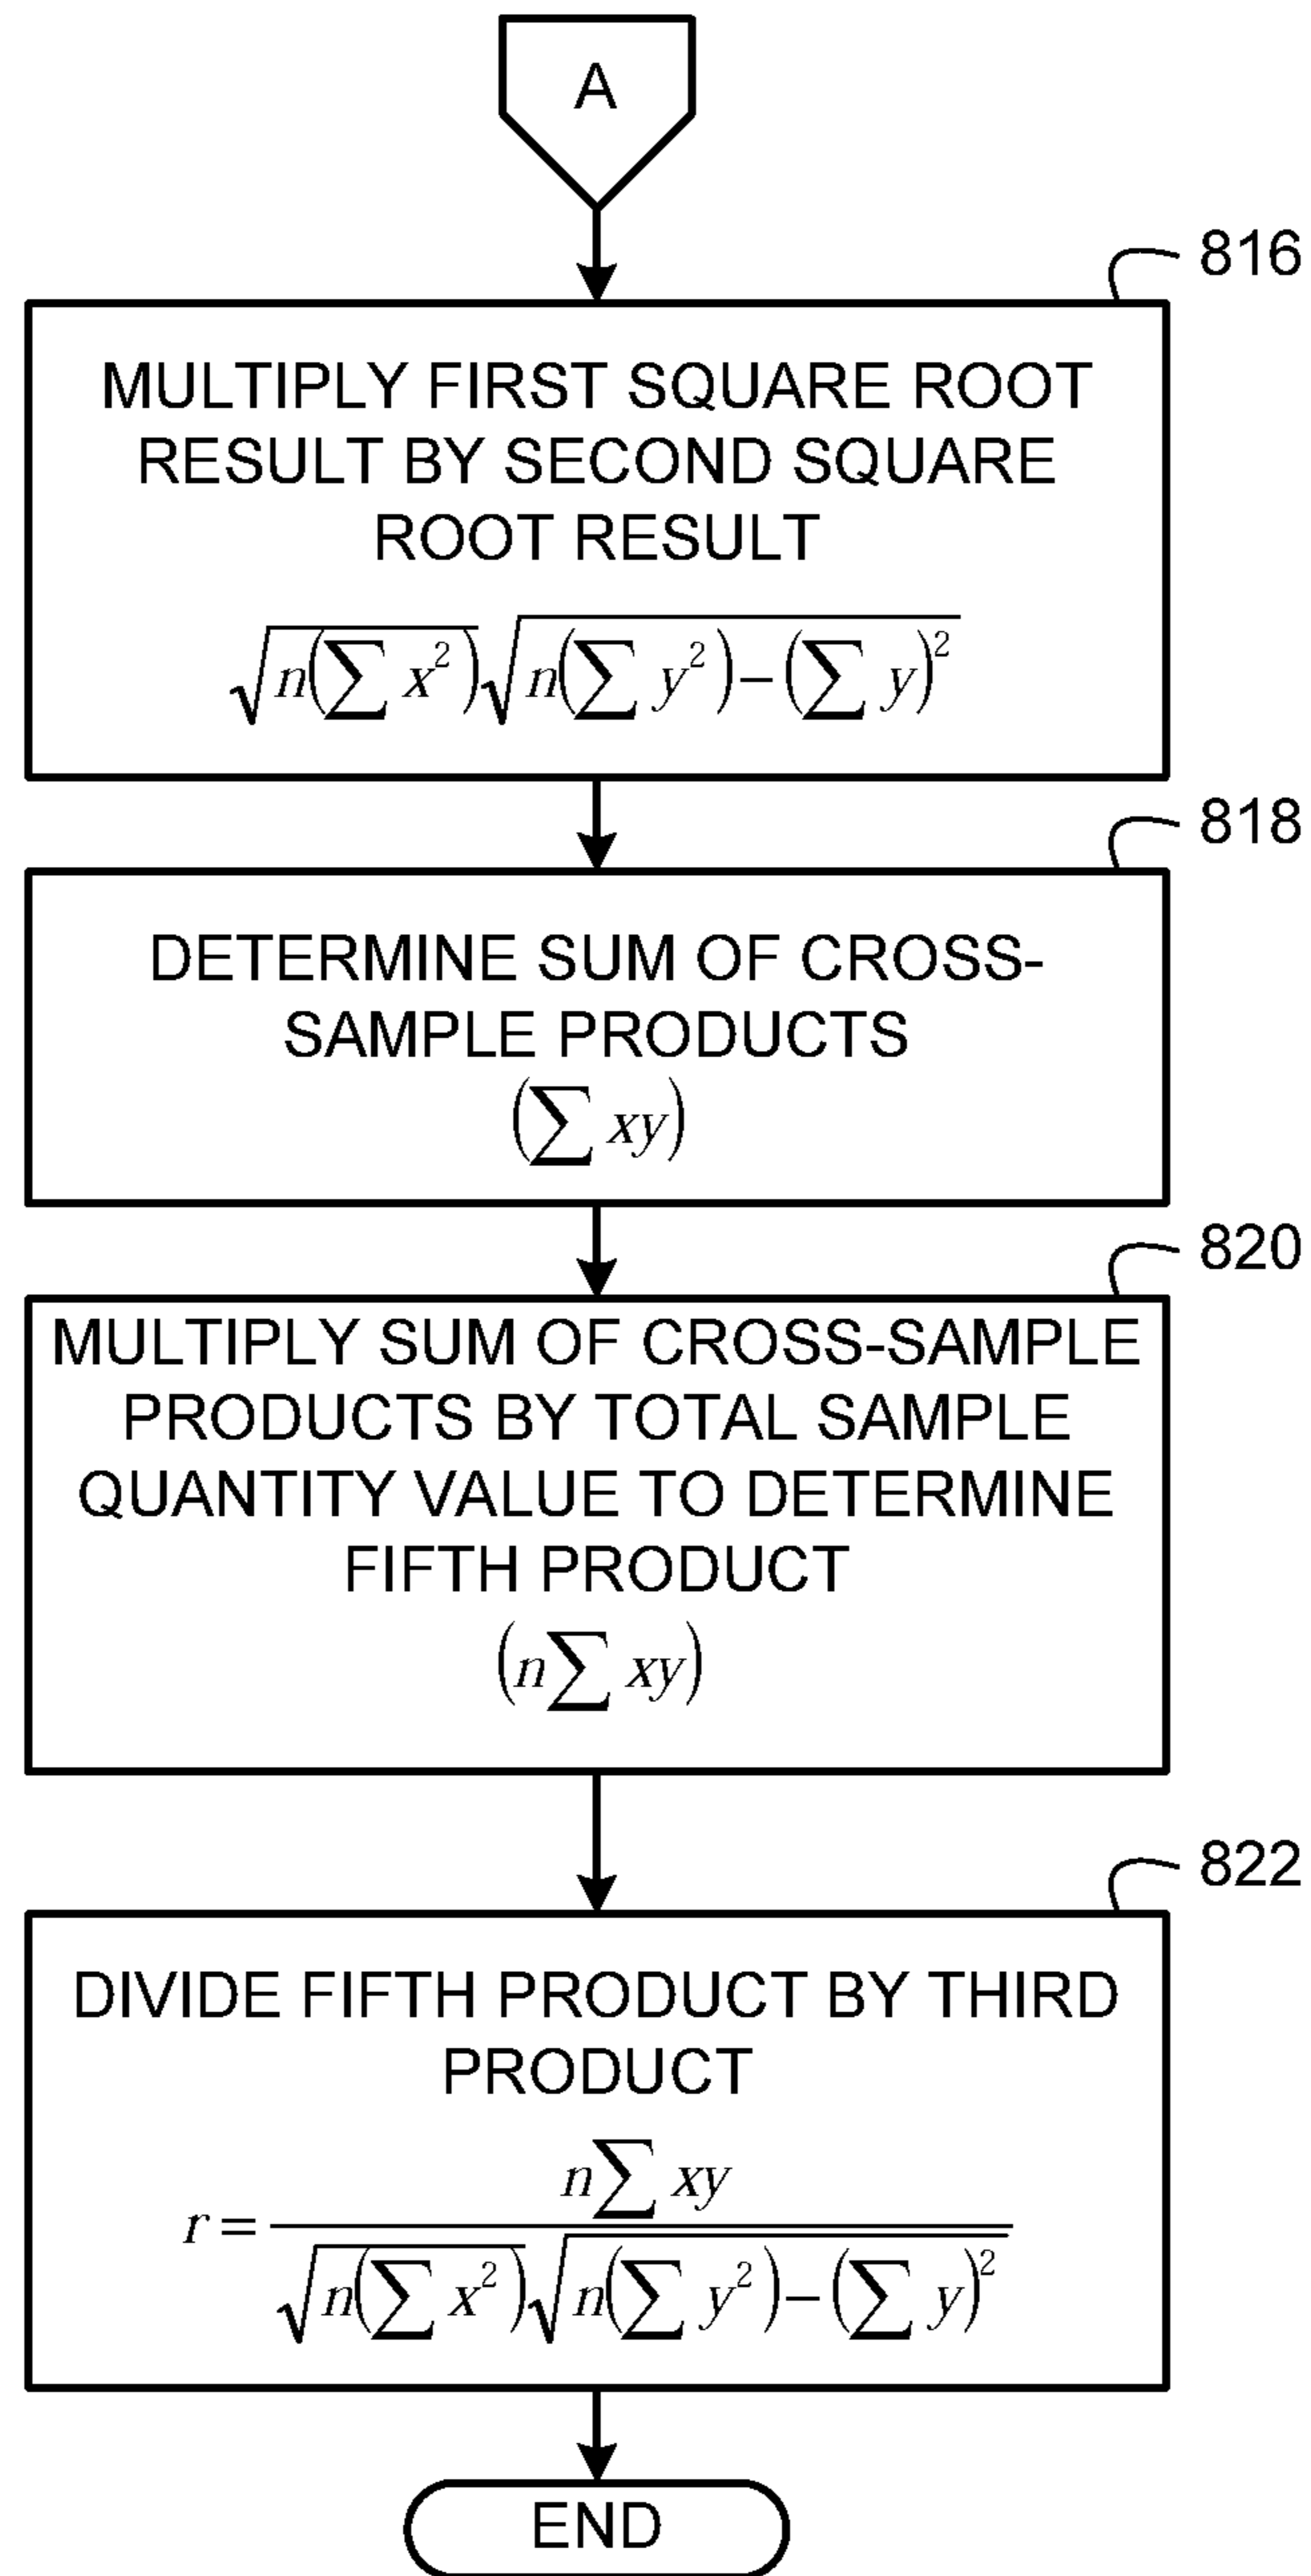 A
816
MULTIPLY FIRST SQUARE ROOT
RESULT BY SECOND SQUARE
ROOT RESULT
√(n(∑ x²))√(n(∑ y²)−(∑ y)²)
818
DETERMINE SUM OF CROSS-
SAMPLE PRODUCTS
(∑ xy)
820
MULTIPLY SUM OF CROSS-SAMPLE
PRODUCTS BY TOTAL SAMPLE
QUANTITY VALUE TO DETERMINE
FIFTH PRODUCT
(n∑ xy)
822
DIVIDE FIFTH PRODUCT BY THIRD
PRODUCT
n∑ xy
r =
√(n(∑ x²))√(n(∑ y²)−(∑ y)²)
END